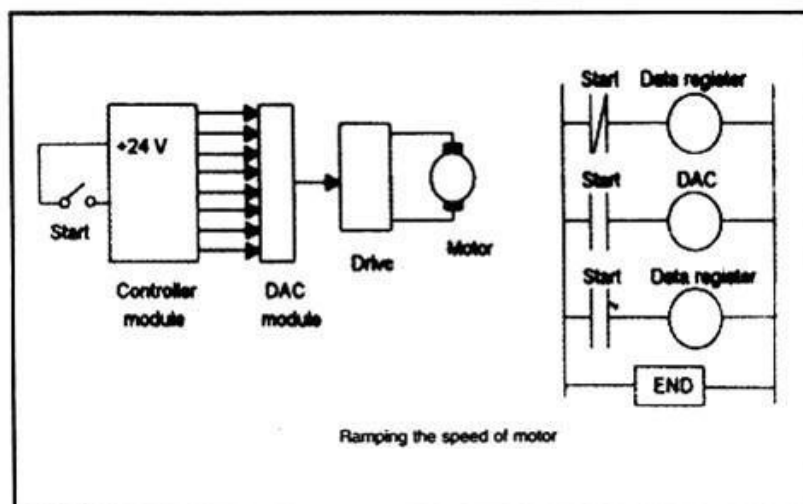 +24 V
Start
Controller
module
DAC
module
Drive
Motor
Start Data register
Start DAC
Start Data register
END
Ramping the speed of motor